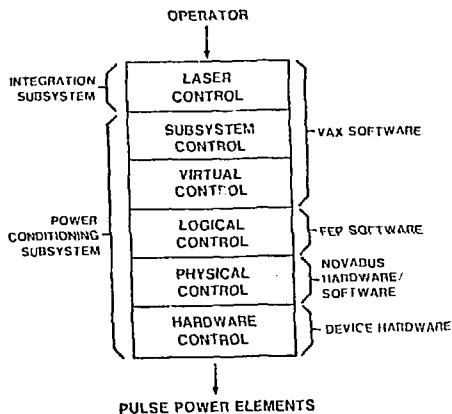 OPERATOR
INTEGRATION
SUBSYSTEM
LASER
CONTROL
SUBSYSTEM
CONTROL
VIRTUAL
CONTROL
VAX SOFTWARE
POWER
CONDITIONING
SUBSYSTEM
LOGICAL
CONTROL
FEP SOFTWARE
PHYSICAL
CONTROL
NOVABUS
HARDWARE/
SOFTWARE
HARDWARE
CONTROL
DEVICE HARDWARE
PULSE POWER ELEMENTS